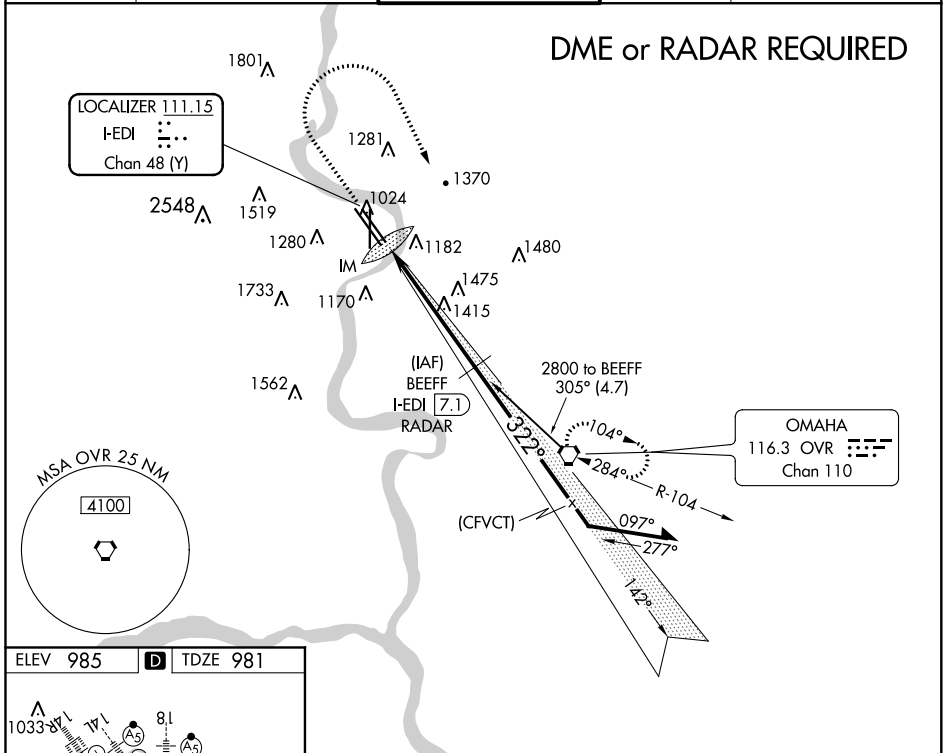 DME or RADAR REQUIRED
1801
LOCALIZER 111.15
I-EDI
Chan 48 (Y)
1281
1370
1024
2548
1519
1280
1182
1480
IM
1475
1733
1170
1415
(IAF)
BEEFF
I-EDI 7.1
RADAR
2800 to BEEFF
305° (4.7)
1562
322°
104°
284°
R-104
OMAHA
116.3 OVR
Chan 110
MSA OVR 25 NM
4100
(CFVCT)
097°
277°
142°
ELEV 985 D TDZE 981
1033
14R
14L
18
A5
A5